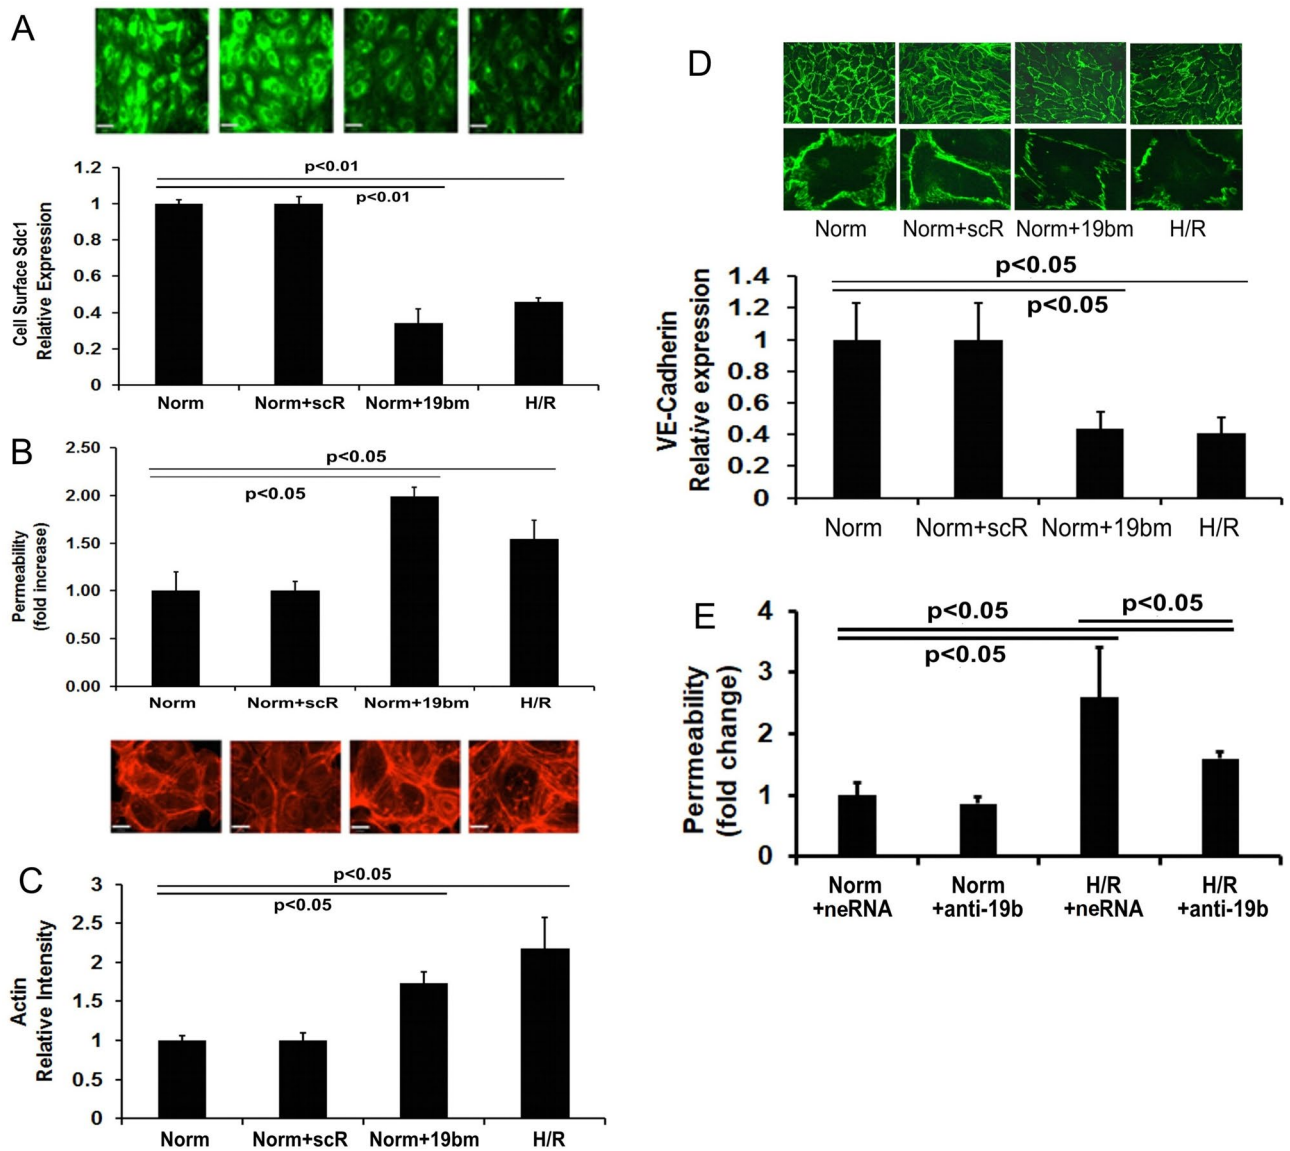 A
p<0.01
p<0.01
Cell Surface Sdc1
Relative Expression
1.2
1
0.8
0.6
0.4
0.2
0
Norm Norm+scR Norm+19bm H/R
B
p<0.05
p<0.05
Permeability
(fold increase)
2.50
2.00
1.50
1.00
0.50
0.00
Norm Norm+scR Norm+19bm H/R
C
p<0.05
p<0.05
Actin
Relative Intensity
3
2.5
2
1.5
1
0.5
0
Norm Norm+scR Norm+19bm H/R
D
Norm Norm+scR Norm+19bm H/R
p<0.05
p<0.05
VE-Cadherin
Relative expression
1.4
1.2
1
0.8
0.6
0.4
0.2
0
Norm Norm+scR Norm+19bm H/R
E
p<0.05
p<0.05
p<0.05
Perrmeability
(fold change)
4
3
2
1
0
Norm Norm H/R H/R
+neRNA +anti-19b +neRNA +anti-19b